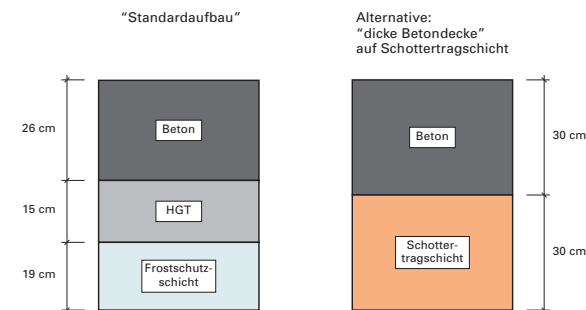 “Standardaufbau”
Alternative:
“dicke Betondecke”
auf Schottertragschicht
26 cm
Beton
15 cm
HGT
19 cm
Frostschutz-
schicht
Beton
30 cm
Schotter-
tragschicht
30 cm